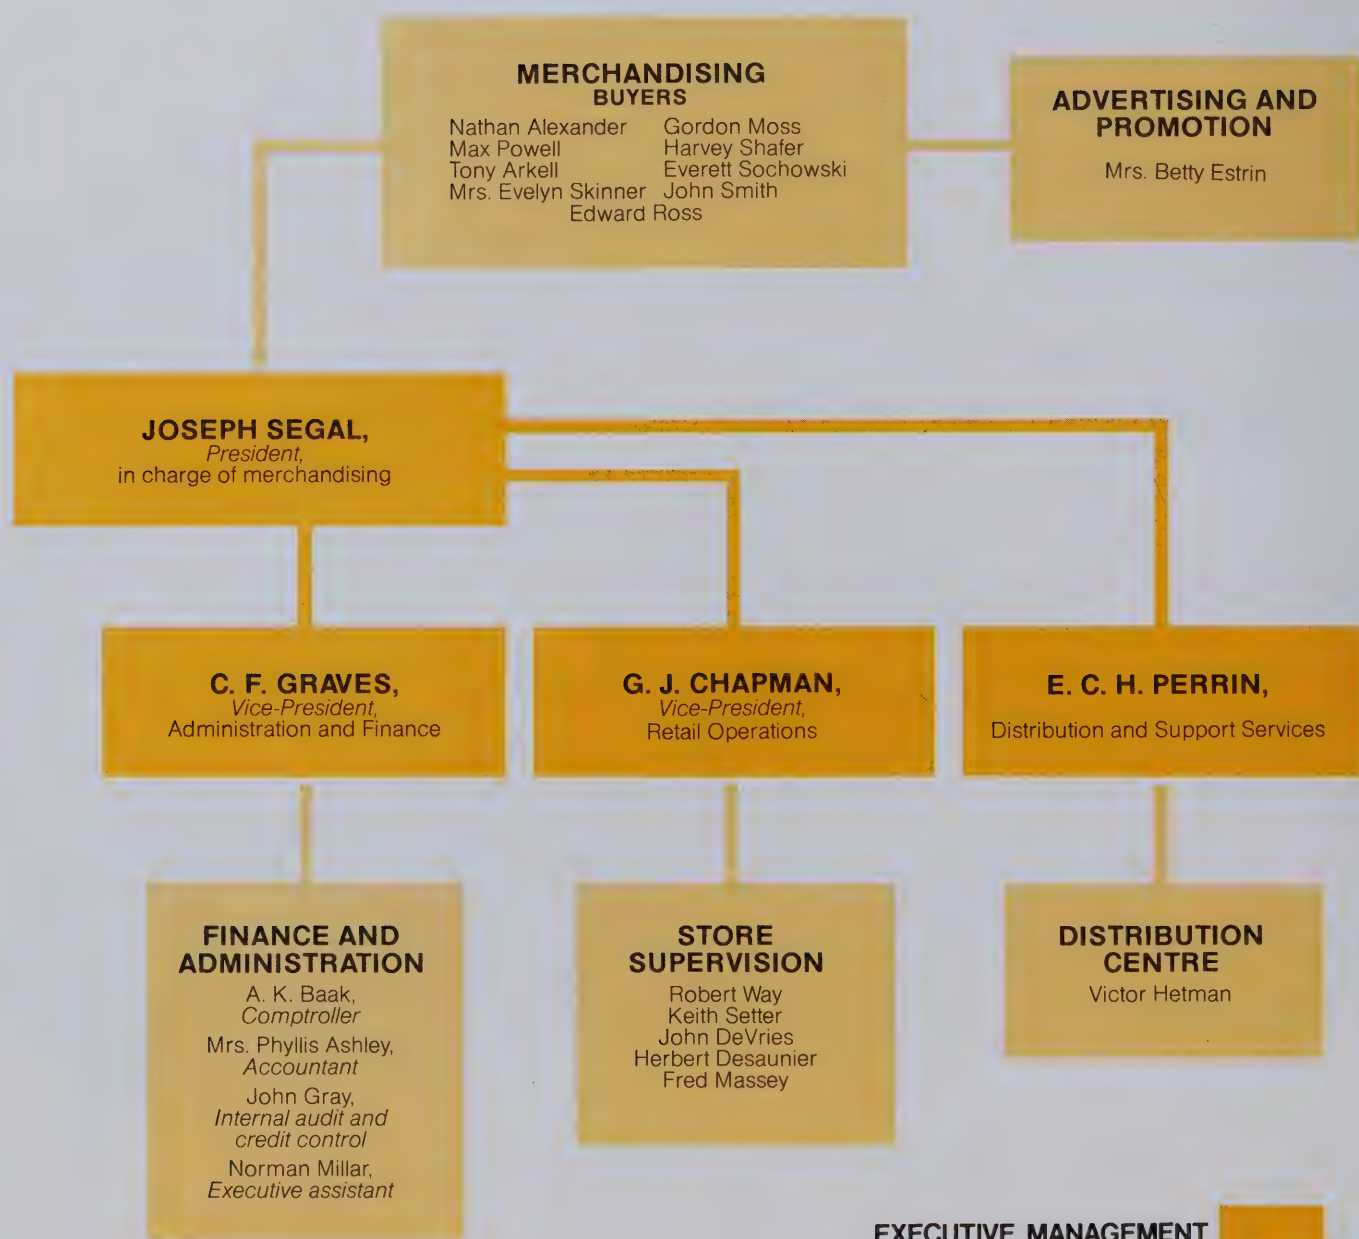 MERCHANDISING
BUYERS
Nathan Alexander Gordon Moss
Max Powell Harvey Shafer
Tony Arkell Everett Sochowski
Mrs. Evelyn Skinner John Smith
Edward Ross
ADVERTISING AND
PROMOTION
Mrs. Betty Estrin
JOSEPH SEGAL,
President,
in charge of merchandising
C. F. GRAVES,
Vice-President,
Administration and Finance
G. J. CHAPMAN,
Vice-President,
Retail Operations
E. C. H. PERRIN,
Distribution and Support Services
FINANCE AND
ADMINISTRATION
A. K. Baak,
Comptroller
Mrs. Phyllis Ashley,
Accountant
John Gray,
Internal audit and
credit control
Norman Millar,
Executive assistant
STORE
SUPERVISION
Robert Way
Keith Setter
John DeVries
Herbert Desaunier
Fred Massey
DISTRIBUTION
CENTRE
Victor Hetman
EXECUTIVE MANAGEMENT